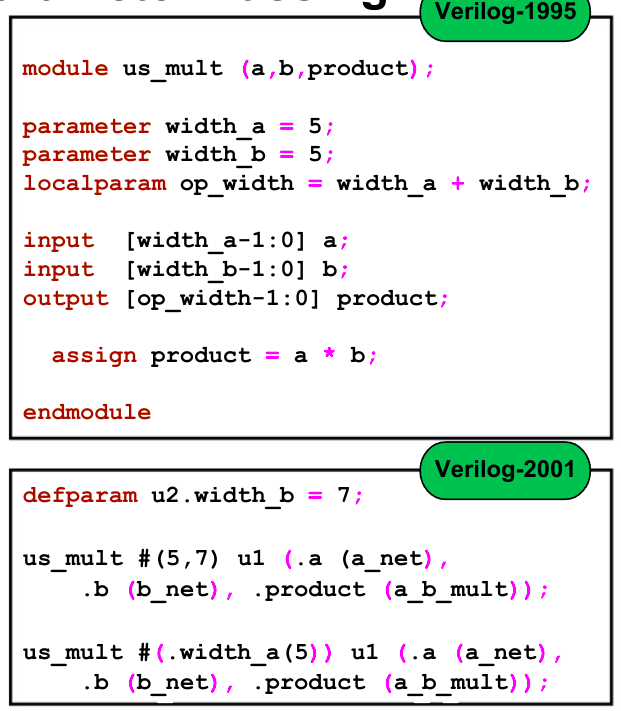 Verilog-1995
module us_mult (a,b,product);
parameter width_a = 5;
parameter width_b = 5;
localparam op_width = width_a + width_b;
input [width_a-1:0] a;
input [width_b-1:0] b;
output [op_width-1:0] product;
assign product = a * b;
endmodule
Verilog-2001
defparam u2.width_b = 7;
us_mult #(5,7) u1 (.a (a_net),
.b (b_net), .product (a_b_mult));
us_mult #(.width_a(5)) u1 (.a (a_net),
.b (b_net), .product (a_b_mult));